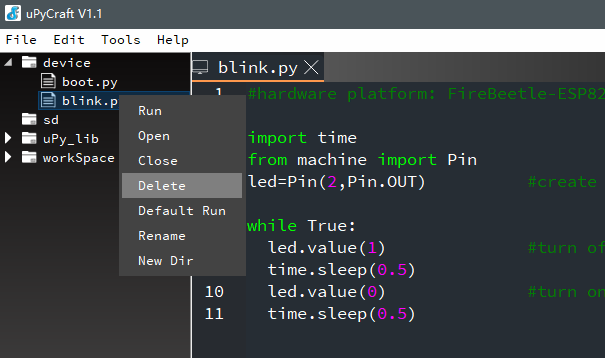 uPyCraft V1.1
File Edit Tools Help
device
boot.py
blink.p
sd
uPy_lib
workSpace
Run
Open
Close
Delete
Default Run
Rename
New Dir
blink.py
1 #hardware platform: FireBeetle-ESP82
import time
from machine import Pin
led=Pin(2,Pin.OUT) #create
while True:
led.value(1) #turn of
time.sleep(0.5)
10 led.value(0) #turn on
11 time.sleep(0.5)